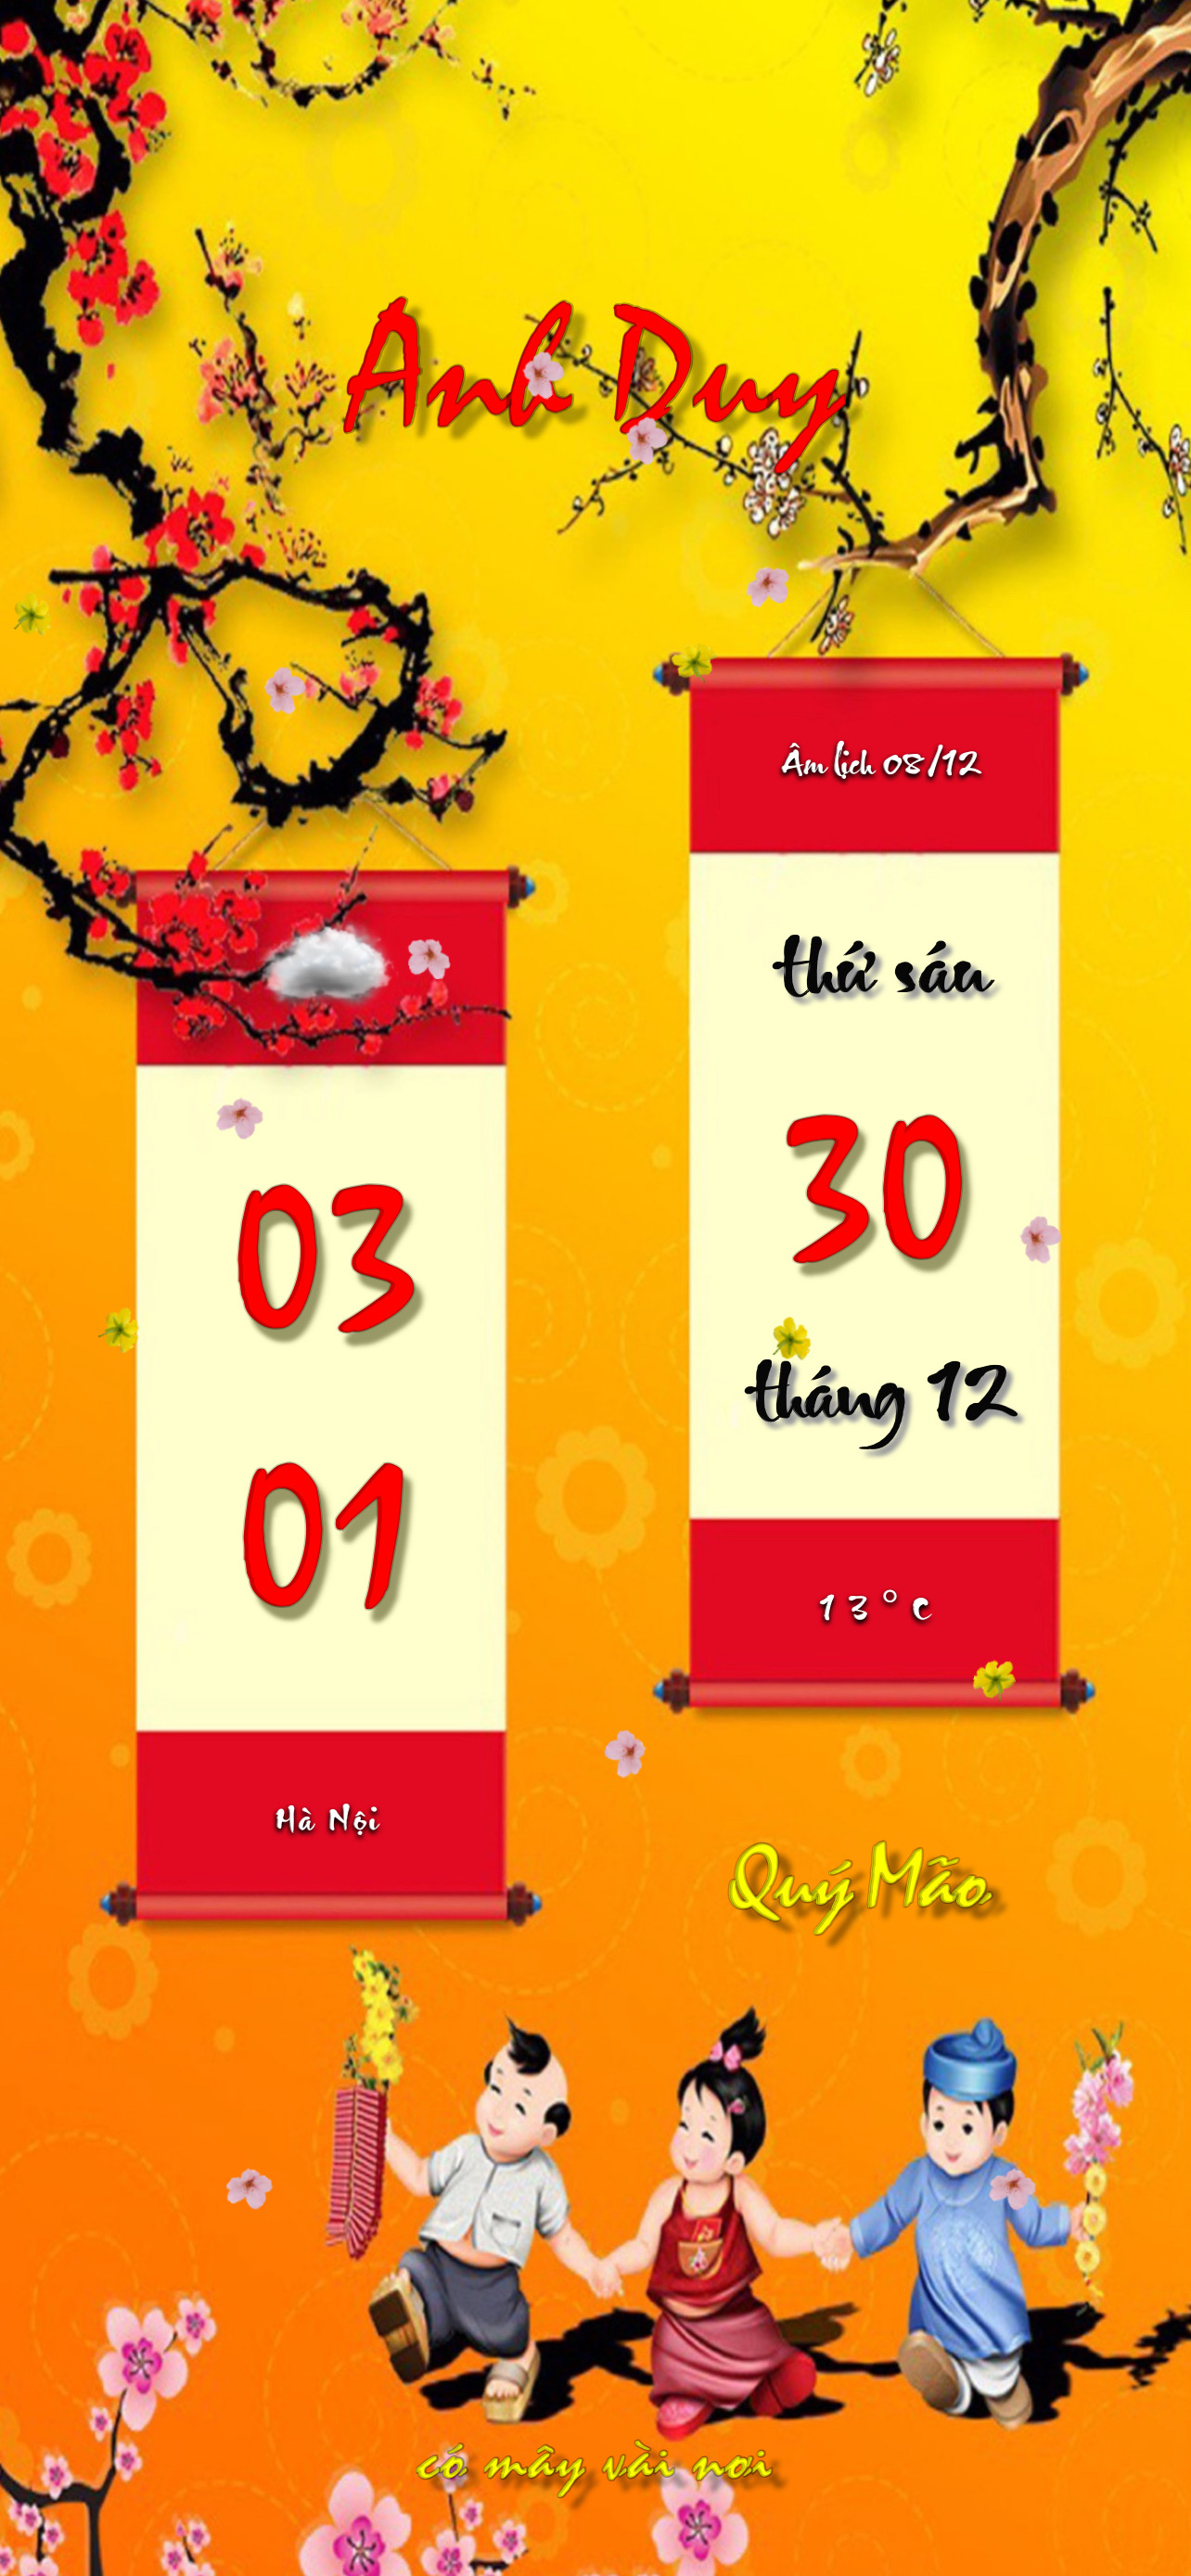 Anh Duy
Âm lịch 08/12
thứ sáu
30
tháng 12
13°c
03
01
Hà Nội
Quý Mão
có mây vài nơi